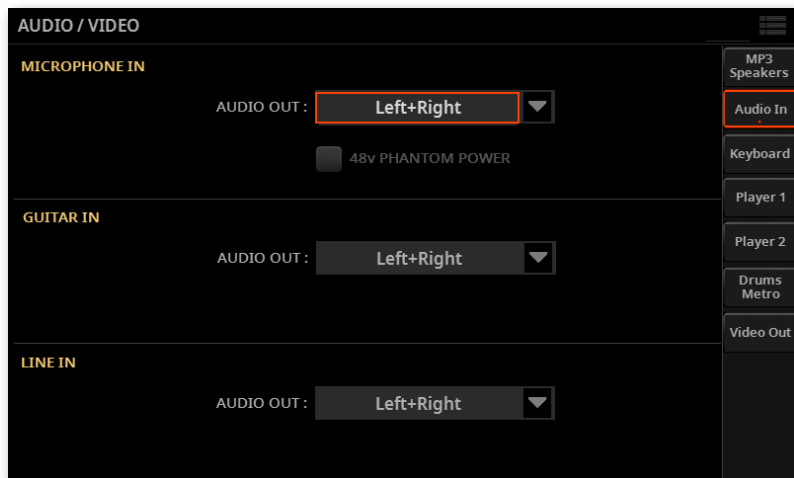 AUDIO / VIDEO
MICROPHONE IN
AUDIO OUT : Left+Right
48v PHANTOM POWER
GUITAR IN
AUDIO OUT : Left+Right
LINE IN
AUDIO OUT : Left+Right
MP3
Speakers
Audio In
Keyboard
Player 1
Player 2
Drums
Metro
Video Out